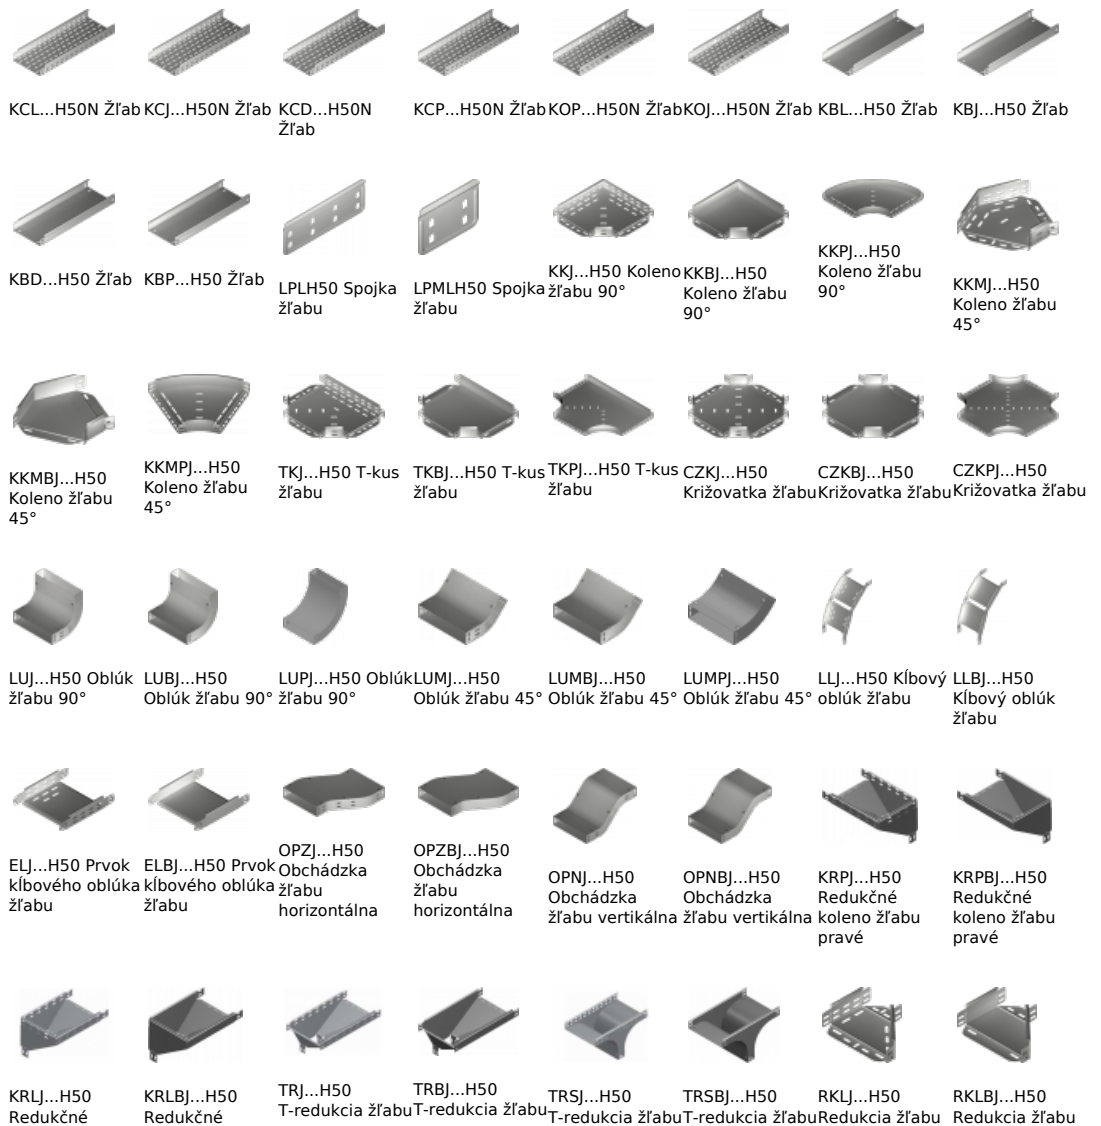 KCL...H50N Žľab
KCJ...H50N Žľab
KCD...H50N
Žľab
KCP...H50N Žľab
KOP...H50N Žľab
KOJ...H50N Žľab
KBL...H50 Žľab
KBJ...H50 Žľab
KBD...H50 Žľab
KBP...H50 Žľab
LPLH50 Spojka
žľabu
LPMLH50 Spojka
žľabu
KKJ...H50 Koleno
žľabu 90°
KKBJ...H50
Koleno žľabu
90°
KKPJ...H50
Koleno žľabu
90°
KKMJ...H50
Koleno žľabu
45°
KKMBJ...H50
Koleno žľabu
45°
KKMPJ...H50
Koleno žľabu
45°
TKJ...H50 T-kus
žľabu
TKBJ...H50 T-kus
žľabu
TKPJ...H50 T-kus
žľabu
CZKJ...H50
Križovatka žľabu
CZKBJ...H50
Križovatka žľabu
CZKPJ...H50
Križovatka žľabu
LUJ...H50 Oblúk
žľabu 90°
LUBJ...H50
Oblúk žľabu 90°
LUPJ...H50 Oblúk
žľabu 90°
LUMJ...H50
Oblúk žľabu 45°
LUMBJ...H50
Oblúk žľabu 45°
LUMPJ...H50
Oblúk žľabu 45°
LLJ...H50 Kĺbový
oblúk žľabu
LLBJ...H50
Kĺbový oblúk
žľabu
ELJ...H50 Prvok
kĺbového oblúka
žľabu
ELBJ...H50 Prvok
kĺbového oblúka
žľabu
OPZJ...H50
Obchádzka
žľabu
horizontálna
OPZBJ...H50
Obchádzka
žľabu
horizontálna
OPNJ...H50
Obchádzka
žľabu vertikálna
OPNBJ...H50
Obchádzka
žľabu vertikálna
KRPJ...H50
Redukčné
koleno žľabu
pravé
KRPBJ...H50
Redukčné
koleno žľabu
pravé
KRLJ...H50
Redukčné
KRLBJ...H50
Redukčné
TRJ...H50
T-redukcia žľabu
TRBJ...H50
T-redukcia žľabu
TRSJ...H50
T-redukcia žľabu
TRSBJ...H50
T-redukcia žľabu
RKLJ...H50
Redukcia žľabu
RKLBJ...H50
Redukcia žľabu